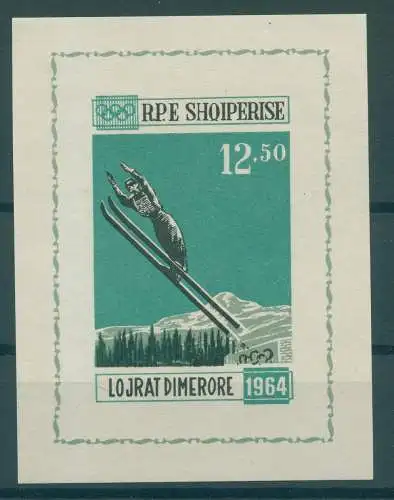 R.P.E SHQIPERISE
12.50
LOJRAT DIMERORE 1964